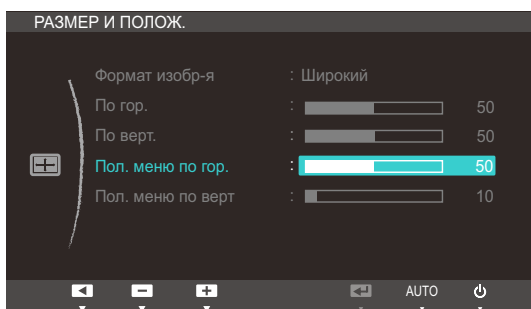 РАЗМЕР И ПОЛОЖ.
Формат изобр-я : Широкий
По гор. : 50
По верт. : 50
Пол. меню по гор. : 50
Пол. меню по верт : 10
AUTO